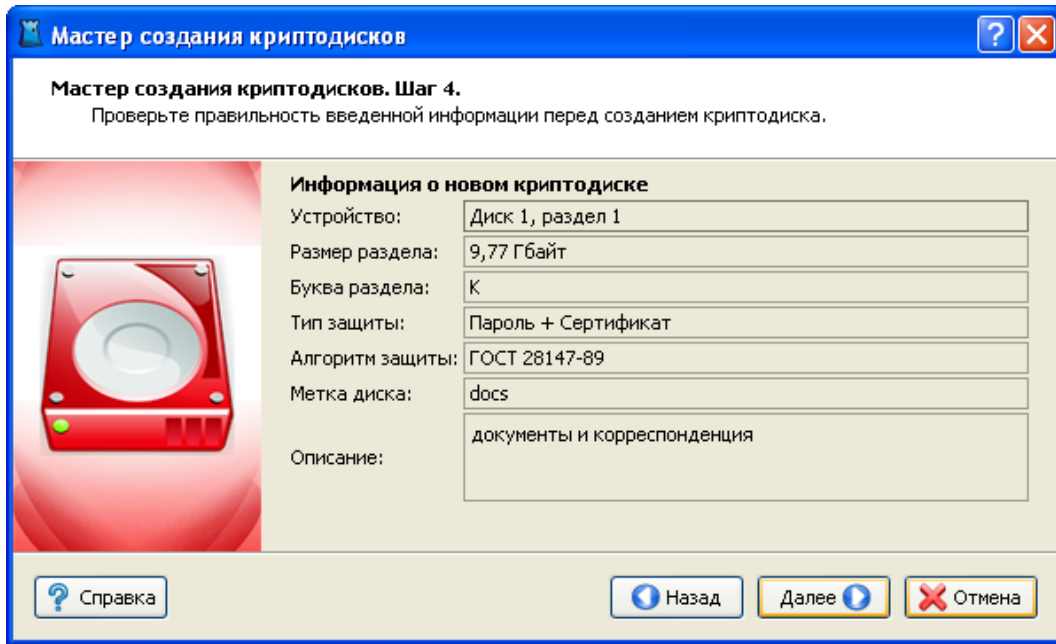 Мастер создания криптодисков
Мастер создания криптодисков. Шаг 4.
Проверьте правильность введенной информации перед созданием криптодиска.
Информация о новом криптодиске
Устройство: Диск 1, раздел 1
Размер раздела: 9,77 Гбайт
Буква раздела: K
Тип защиты: Пароль + Сертификат
Алгоритм защиты: ГОСТ 28147-89
Метка диска: docs
Описание: документы и корреспонденция
Справка Назад Далее Отмена